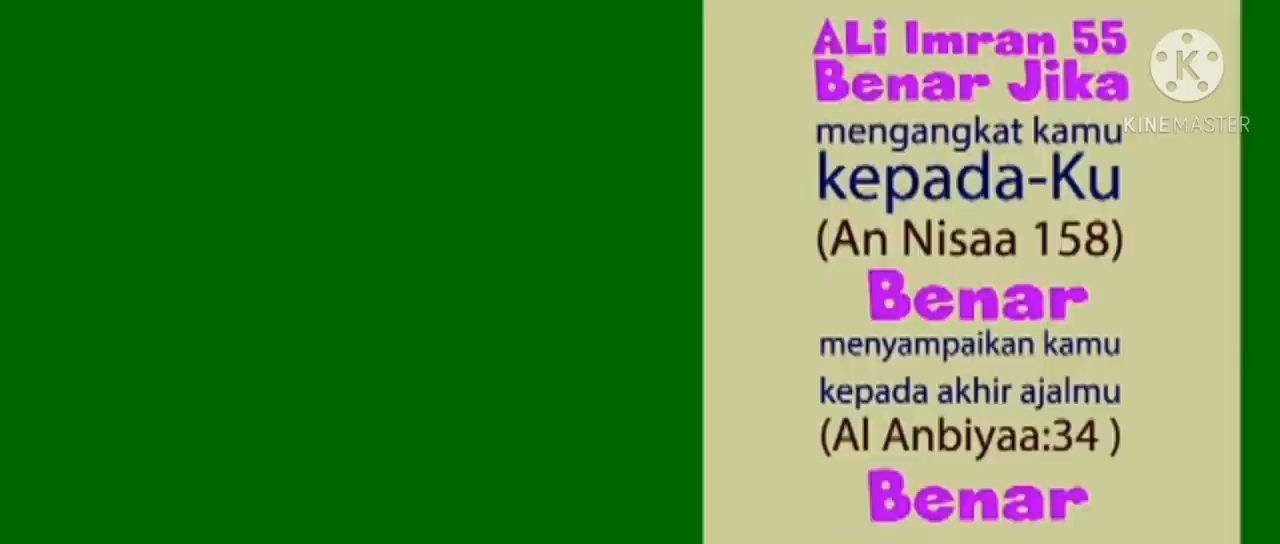 ALi Imran 55
Benar Jika
mengangkat kamu
kepada-Ku
(An Nisaa 158)
Benar
menyampaikan kamu
kepada akhir ajalmu
(Al Anbiyaa:34 )
Benar
K
KINEMASTER